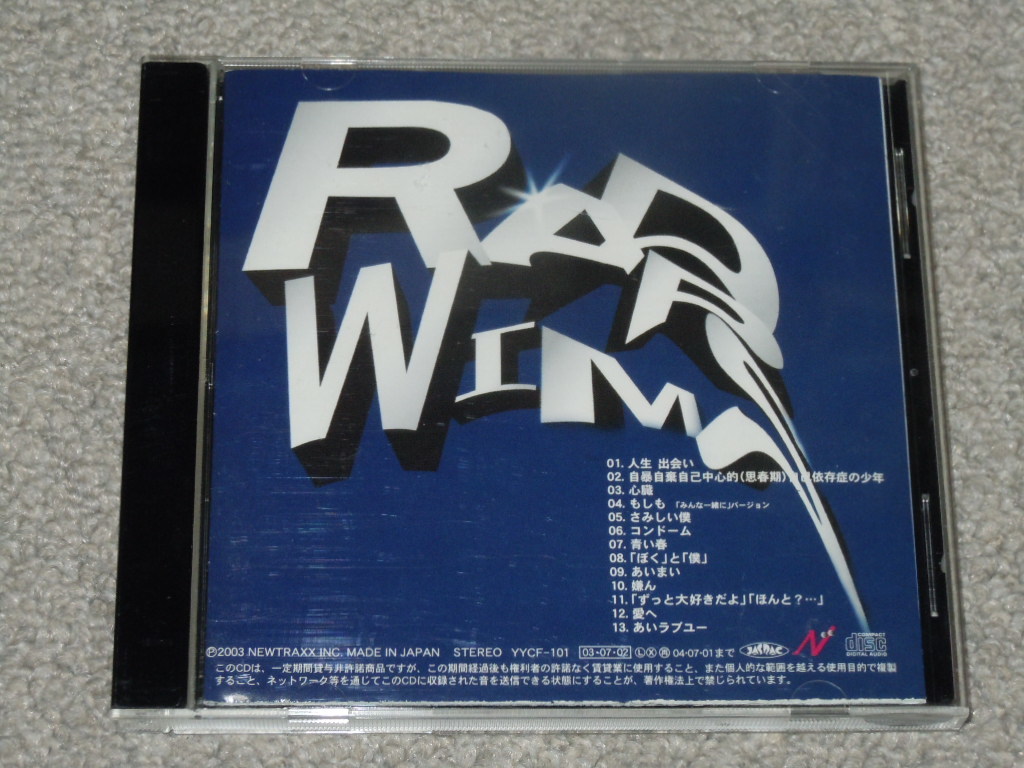 RADWIMPS
01. 人生 出会い
02. 自暴自棄自己中心的(思春期)自己依存症の少年
03. 心臓
04. もしも 「みんな一緒に」バージョン
05. さみしい僕
06. コンドーム
07. 青い春
08.「ぼく」と「僕」
09. あいまい
10. 嫌ん
11.「ずっと大好きだよ」「ほんと？…」
12. 愛へ
13. あいラブユー
Ⓟ2003 NEWTRAXX INC. MADE IN JAPAN STEREO YYCF-101 03・07・02 Ⓛ Ⓧ 再 04・07・01まで JASRAC N COMPACT disc DIGITAL AUDIO
このCDは、一定期間貸与非許諾商品ですが、この期間経過後も権利者の許諾なく賃貸業に使用すること、また個人的な範囲を越える使用目的で複製
すること、ネットワーク等を通じてこのCDに収録された音を送信できる状態にすることが、著作権法上で禁じられています。